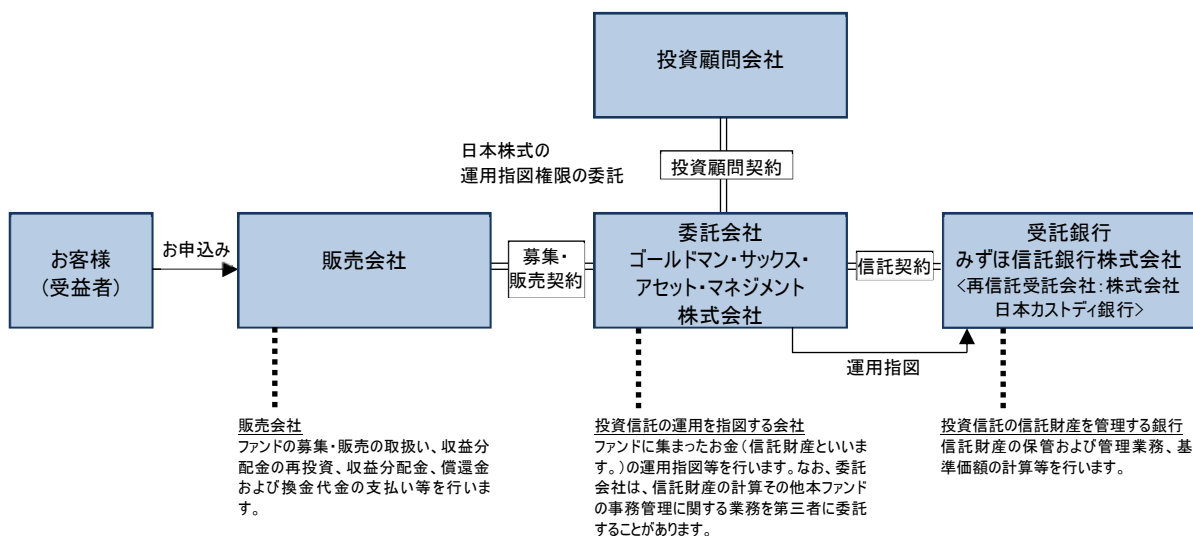 投資顧問会社
日本株式の
運用指図権限の委託
投資顧問契約
お客様
(受益者)
お申込み
販売会社
募集・
販売契約
委託会社
ゴールドマン・サックス・
アセット・マネジメント
株式会社
信託契約
受託銀行
みずほ信託銀行株式会社
<再信託受託会社:株式会社
日本カストディ銀行>
運用指図
販売会社
ファンドの募集・販売の取扱い、収益分
配金の再投資、収益分配金、償還金
および換金代金の支払い等を行いま
す。
投資信託の運用を指図する会社
ファンドに集まったお金(信託財産といいま
す。)の運用指図等を行います。なお、委託
会社は、信託財産の計算その他本ファンド
の事務管理に関する業務を第三者に委託
することがあります。
投資信託の信託財産を管理する銀行
信託財産の保管および管理業務、基
準価額の計算等を行います。